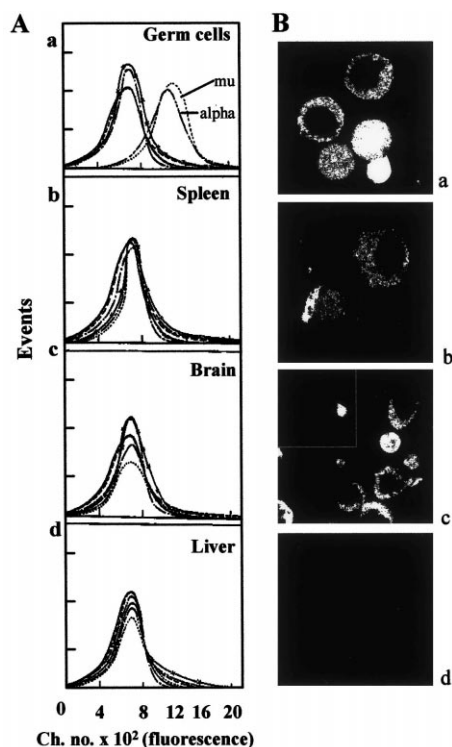 A
B
a
Germ cells
mu
alpha
a
b
Spleen
b
Events
c
Brain
c
d
Liver
d
0 4 8 12 16 20
Ch. no. x 10² (fluorescence)